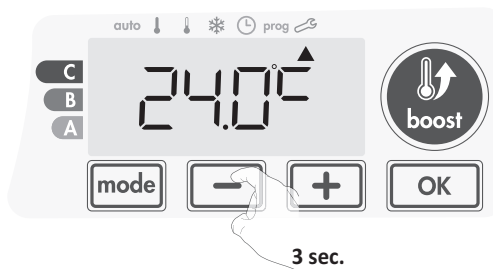 auto prog
C
24.0°C
B
A
boost
mode - + OK
3 sec.